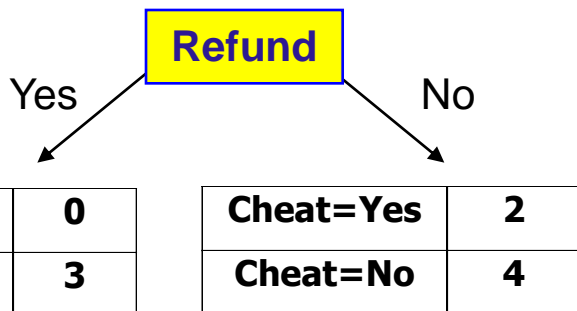 Refund
Yes No
0 Cheat=Yes 2
3 Cheat=No 4